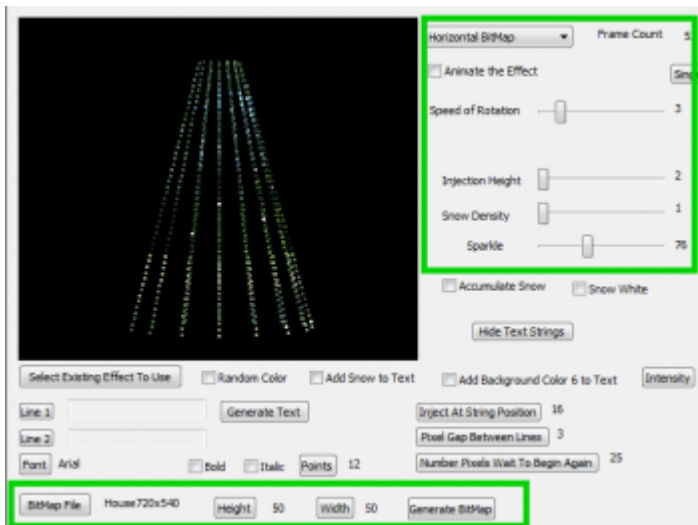 Horizontal BitMap Frame Count
Animate the Effect
Speed of Rotation 3
Injection Height 2
Snow Density 1
Sparkle 76
Accumulate Snow Snow White
Hide Text Strings
Select Existing Effect To Use Random Color Add Snow to Text Add Background Color 6 to Text Intensity
Line 1 Generate Text Inject At String Position 16
Line 2 Pixel Gap Between Lines 3
Font Arial Bold Italic Points 12 Number Pixels Wait To Begin Again 25
BitMap File House720x540 Height 50 Width 50 Generate BitMap